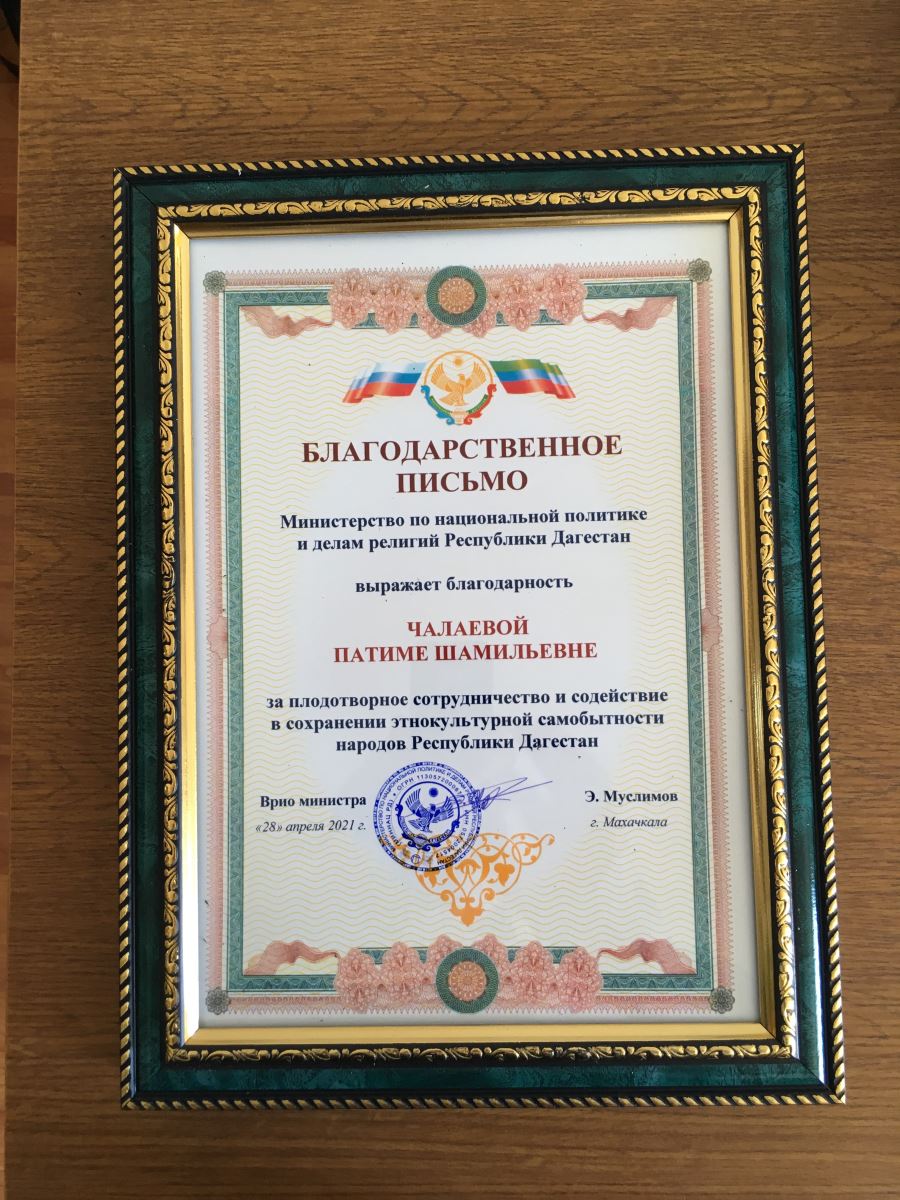 БЛАГОДАРСТВЕННОЕ
ПИСЬМО
Министерство по национальной политике
и делам религий Республики Дагестан
выражает благодарность
ЧАЛАЕВОЙ
ПАТИМЕ ШАМИЛЬЕВНЕ
за плодотворное сотрудничество и содействие
в сохранении этнокультурной самобытности
народов Республики Дагестан
Врио министра
Э. Муслимов
«28» апреля 2021 г.
г. Махачкала